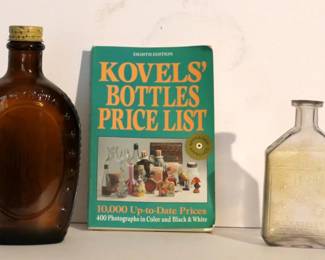 EIGHTH EDITION
KOVELS'
BOTTLES
PRICE LIST
10,000 Up-to-Date Prices
400 Photographs in Color and Black & White